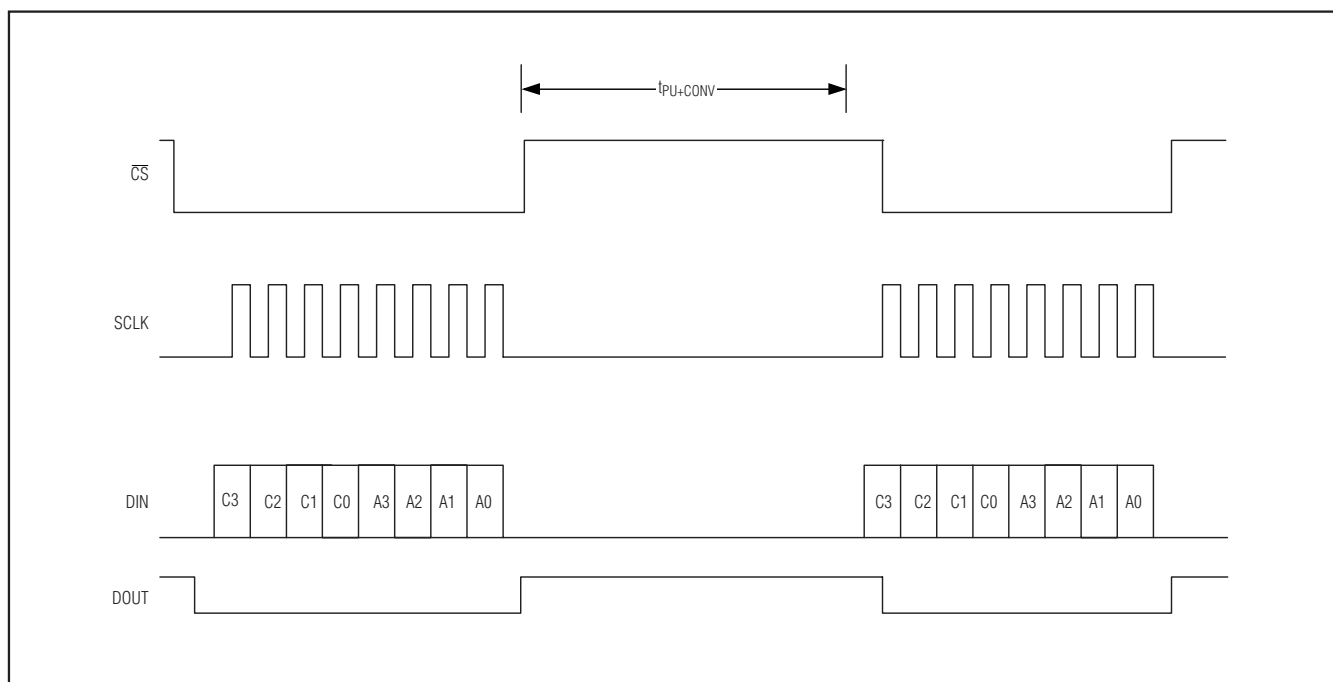 tPU+CONV
CS
SCLK
DIN C3 C2 C1 C0 A3 A2 A1 A0 C3 C2 C1 C0 A3 A2 A1 A0
DOUT